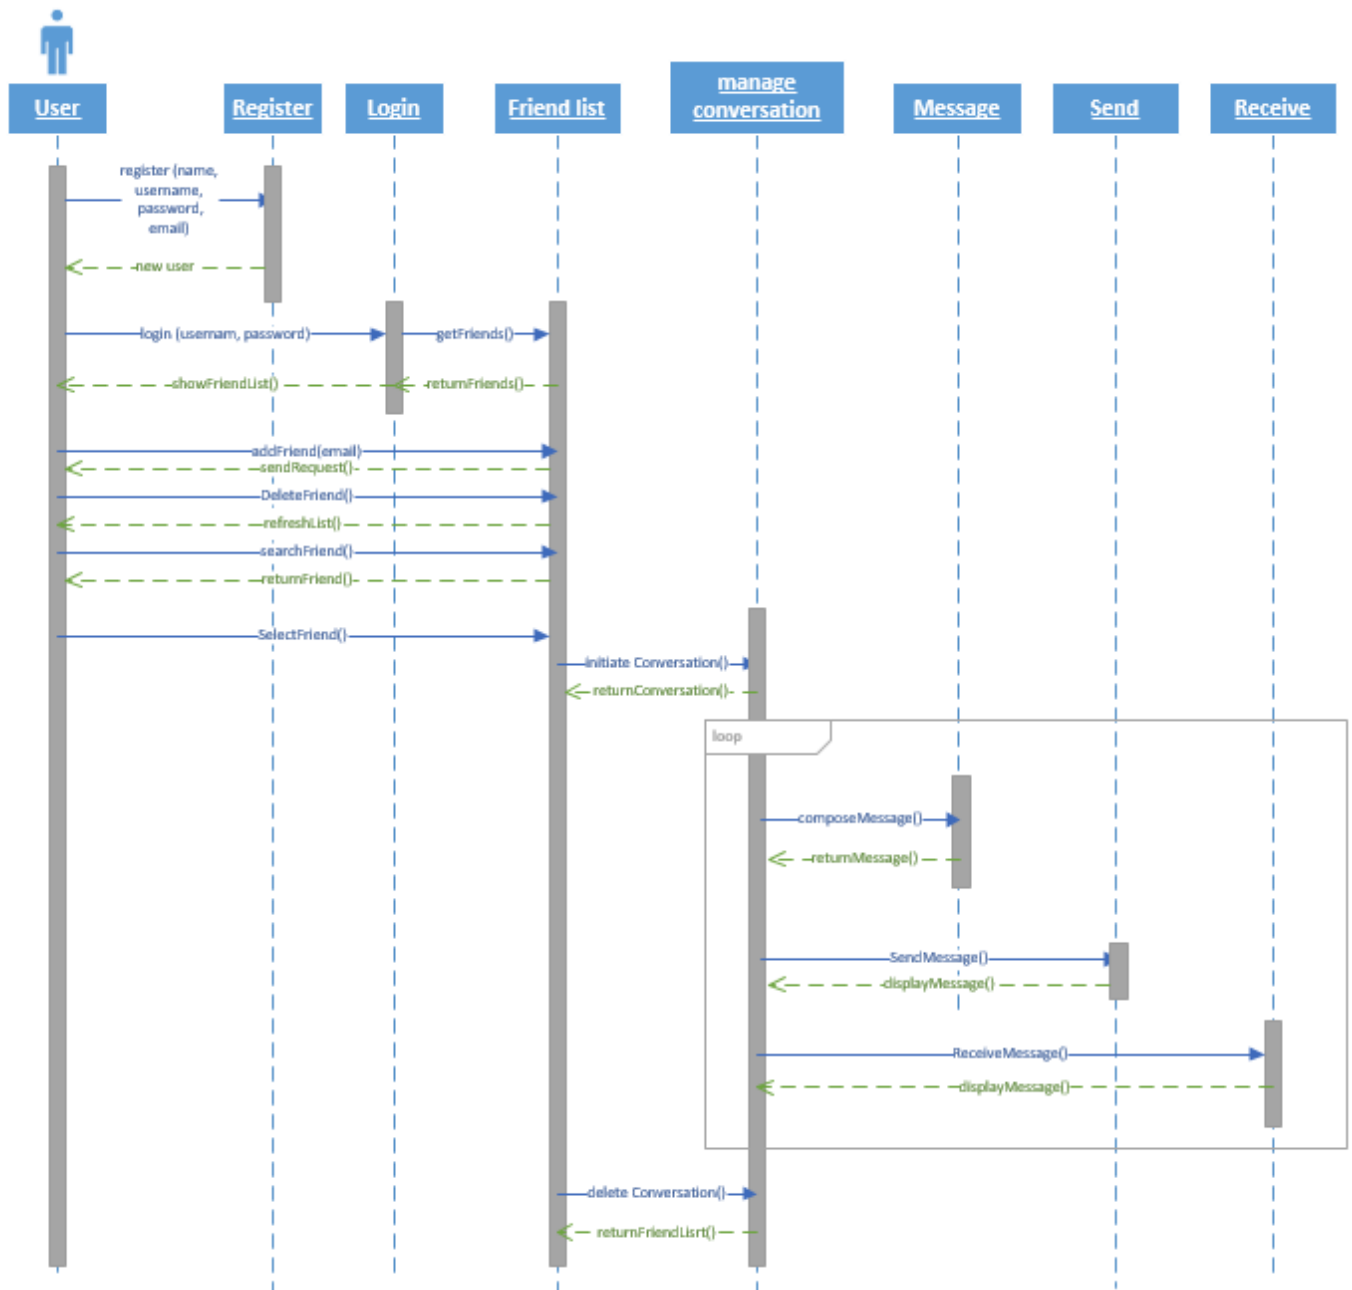 User
Register
Login
Friend list
manage
conversation
Message
Send
Receive
register (name,
username,
password,
email)
new user
login (usernam, password)
getFriends()
showFriendList()
returnFriends()
addFriend(email)
sendRequest()
DeleteFriend()
refreshList()
searchFriend()
returnFriend()
SelectFriend()
initiate Conversation()
returnConversation()
loop
composeMessage()
returnMessage()
SendMessage()
displayMessage()
ReceiveMessage()
displayMessage()
delete Conversation()
returnFriendLisrt()